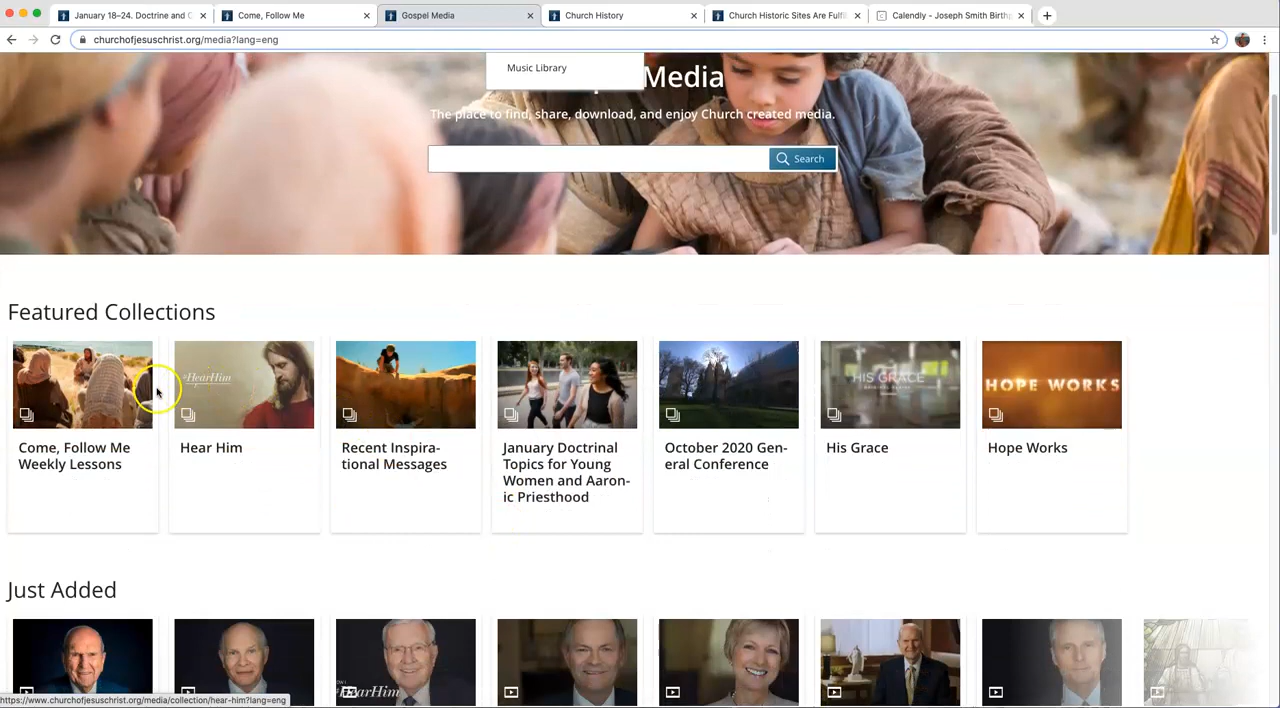 January 18–24. Doctrine and C
Come, Follow Me
Gospel Media
Church History
Church Historic Sites Are Fulfil
Calendly - Joseph Smith Birthp
churchofjesuschrist.org/media?lang=eng
Music Library
Media
The place to find, share, download, and enjoy Church created media.
Search
Featured Collections
#HearHim
HIS GRACE
HOPE WORKS
Come, Follow Me
Weekly Lessons
Hear Him
Recent Inspira-
tional Messages
January Doctrinal
Topics for Young
Women and Aaron-
ic Priesthood
October 2020 Gen-
eral Conference
His Grace
Hope Works
Just Added
HearHim
https://www.churchofjesuschrist.org/media/collection/hear-him?lang=eng